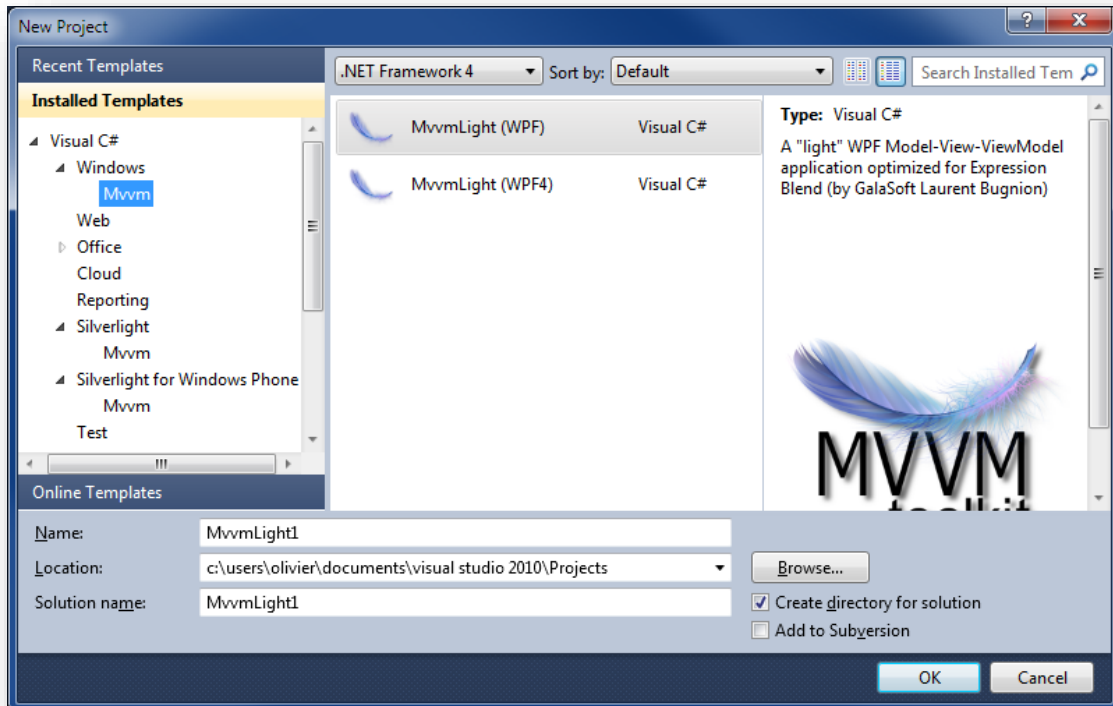 New Project
Recent Templates
Installed Templates
Visual C#
Windows
Mvvm
Web
Office
Cloud
Reporting
Silverlight
Mvvm
Silverlight for Windows Phone
Mvvm
Test
Online Templates
.NET Framework 4
Sort by: Default
Search Installed Tem
MvvmLight (WPF) Visual C#
MvvmLight (WPF4) Visual C#
Type: Visual C#
A "light" WPF Model-View-ViewModel
application optimized for Expression
Blend (by GalaSoft Laurent Bugnion)
MVVM
toolkit
Name: MvvmLight1
Location: c:\users\olivier\documents\visual studio 2010\Projects
Browse...
Solution name: MvvmLight1
Create directory for solution
Add to Subversion
OK Cancel